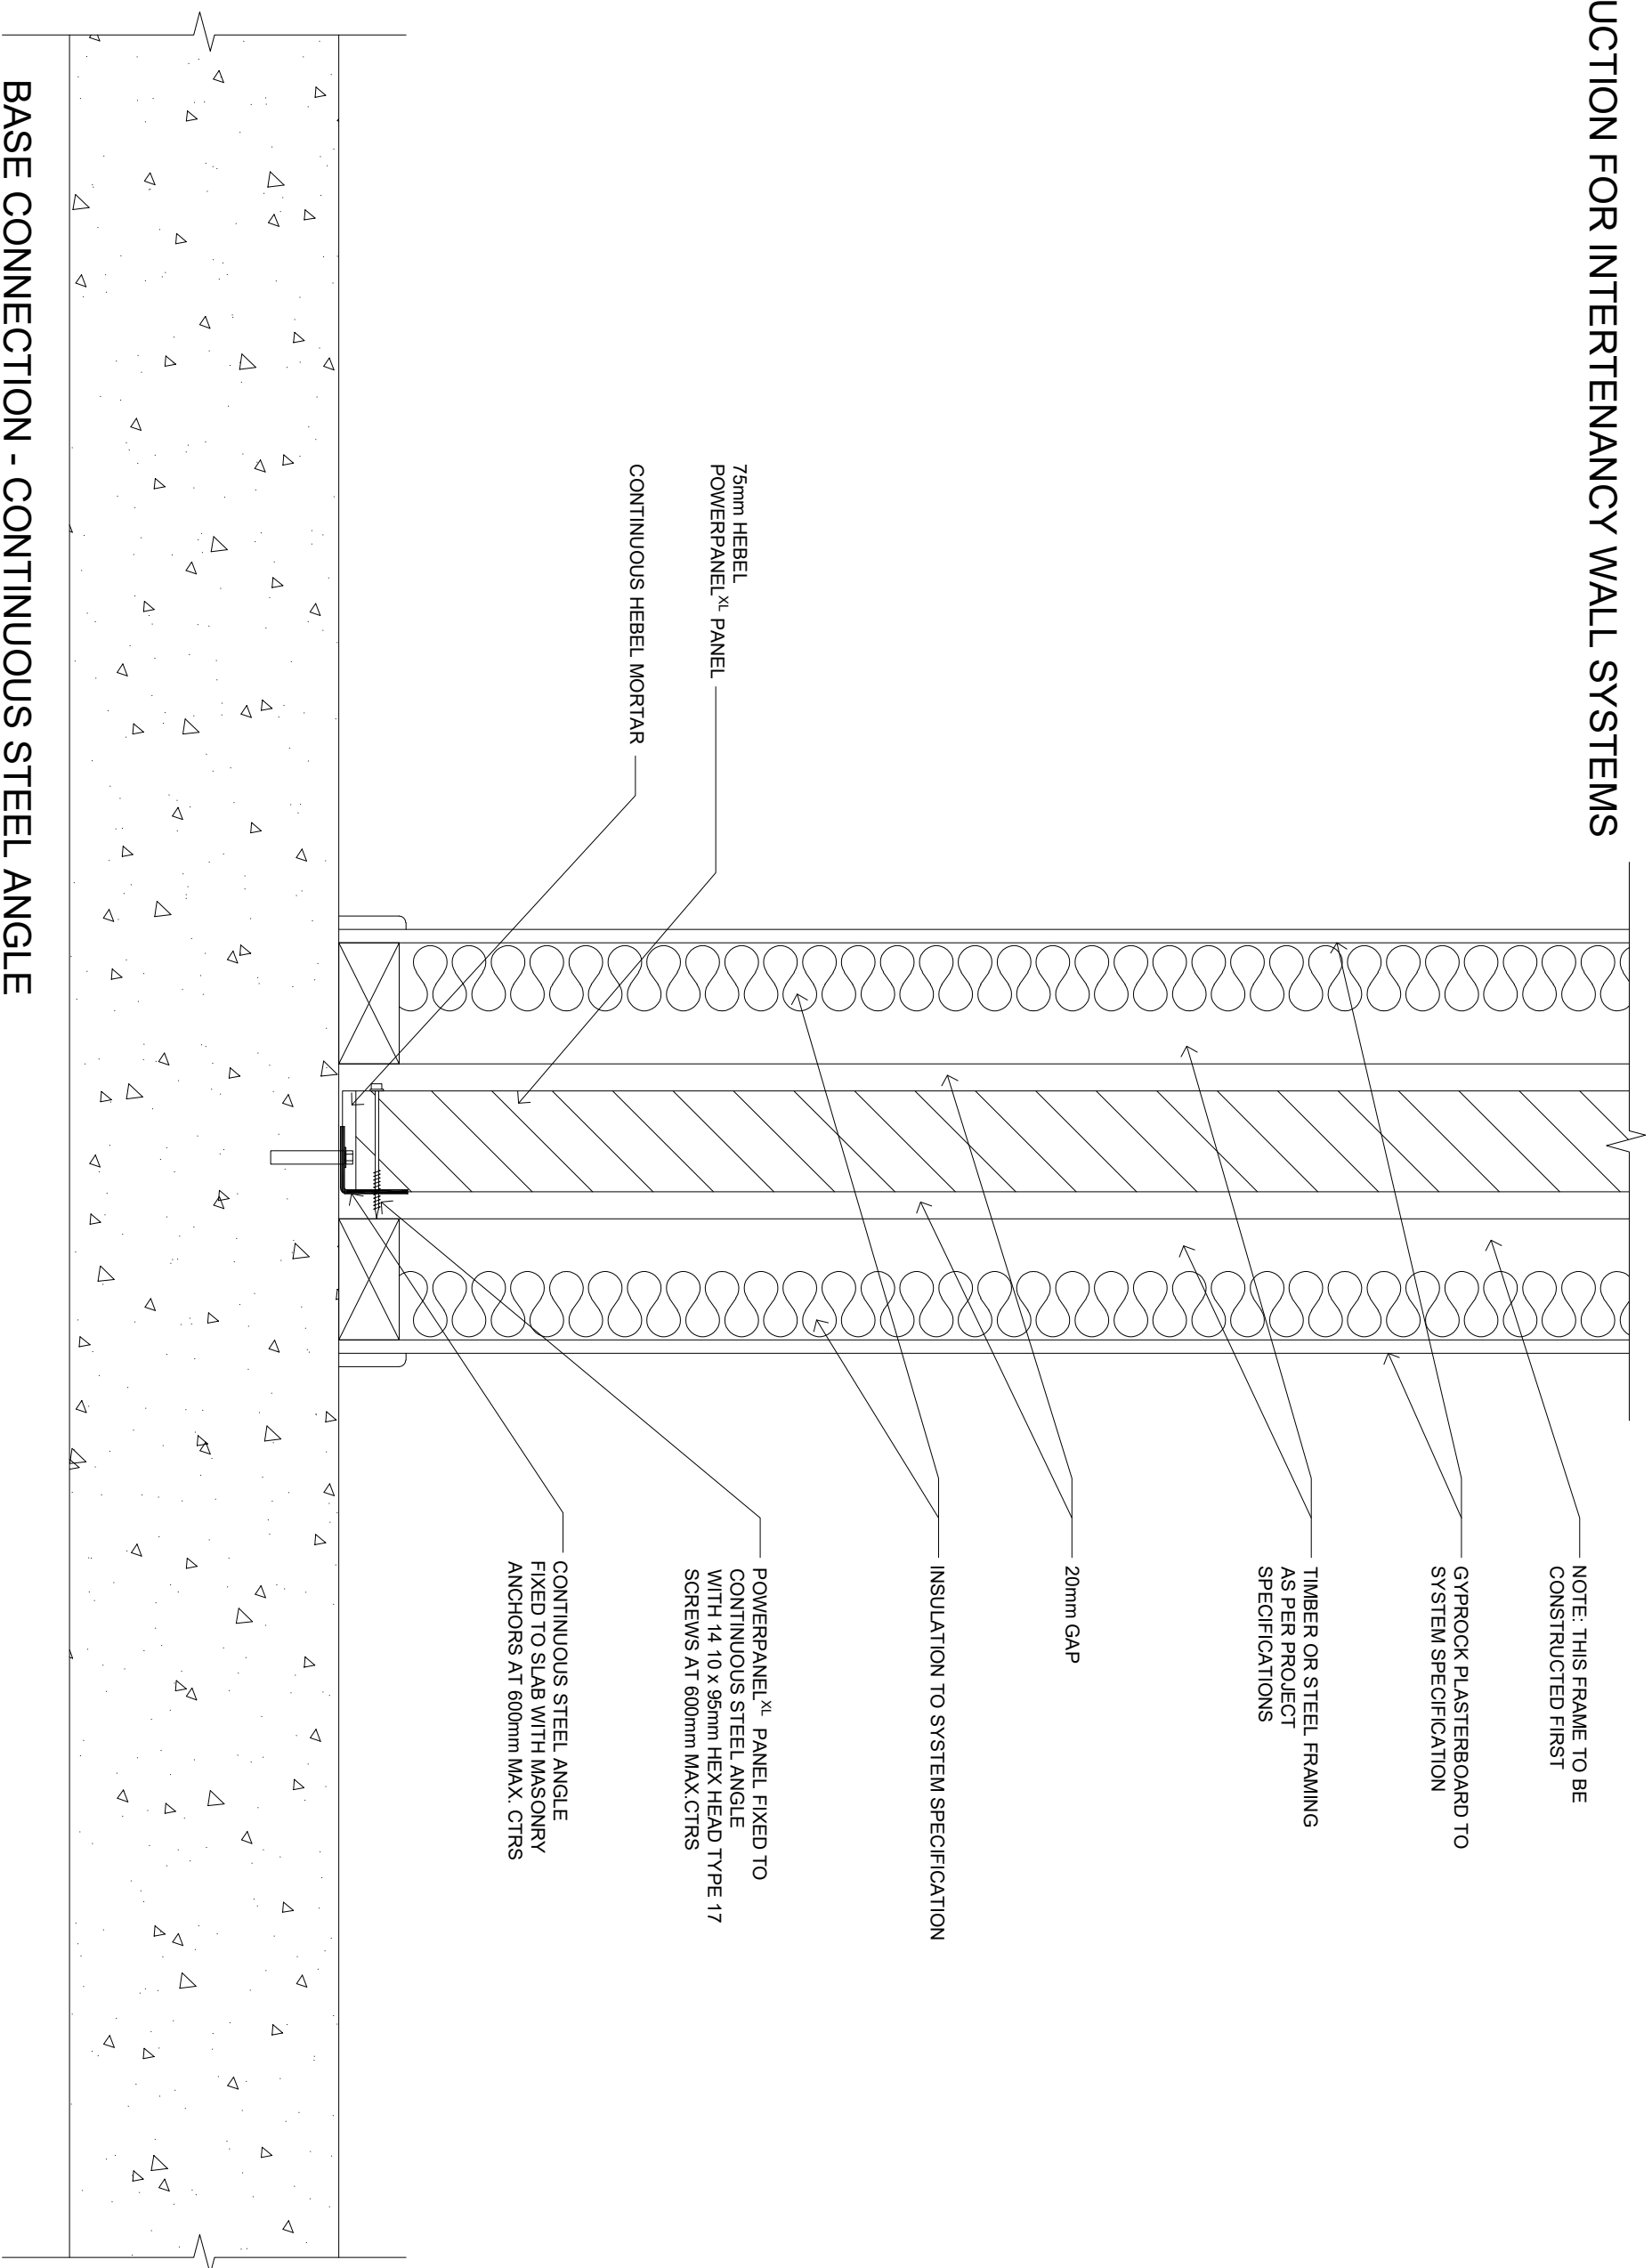 UCTION FOR INTERTENANCY WALL SYSTEMS
NOTE: THIS FRAME TO BE
CONSTRUCTED FIRST
GYPROCK PLASTERBOARD TO
SYSTEM SPECIFICATION
TIMBER OR STEEL FRAMING
AS PER PROJECT
SPECIFICATIONS
20mm GAP
INSULATION TO SYSTEM SPECIFICATION
75mm HEBEL
POWERPANEL XL PANEL
CONTINUOUS HEBEL MORTAR
POWERPANEL XL PANEL FIXED TO
CONTINUOUS STEEL ANGLE
WITH 14 10 x 95mm HEX HEAD TYPE 17
SCREWS AT 600mm MAX.CTRS
CONTINUOUS STEEL ANGLE
FIXED TO SLAB WITH MASONRY
ANCHORS AT 600mm MAX. CTRS
BASE CONNECTION - CONTINUOUS STEEL ANGLE